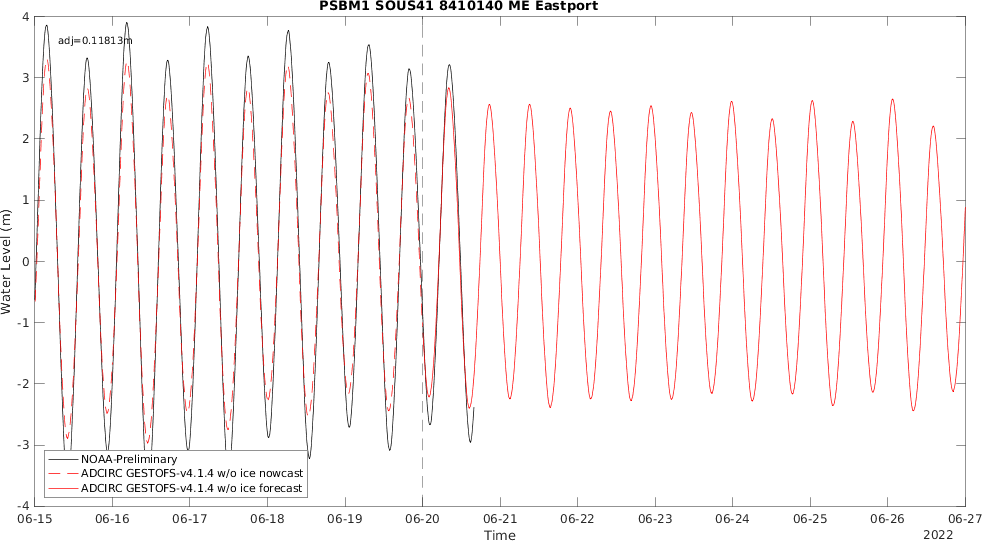 PSBM1 SOUS41 8410140 ME Eastport
adj=0.11813m
4
3
2
1
0
-1
-2
-3
-4
Water Level (m)
NOAA-Preliminary
ADCIRC GESTOFS-v4.1.4 w/o ice nowcast
ADCIRC GESTOFS-v4.1.4 w/o ice forecast
06-15 06-16 06-17 06-18 06-19 06-20 06-21 06-22 06-23 06-24 06-25 06-26 06-27
Time
2022